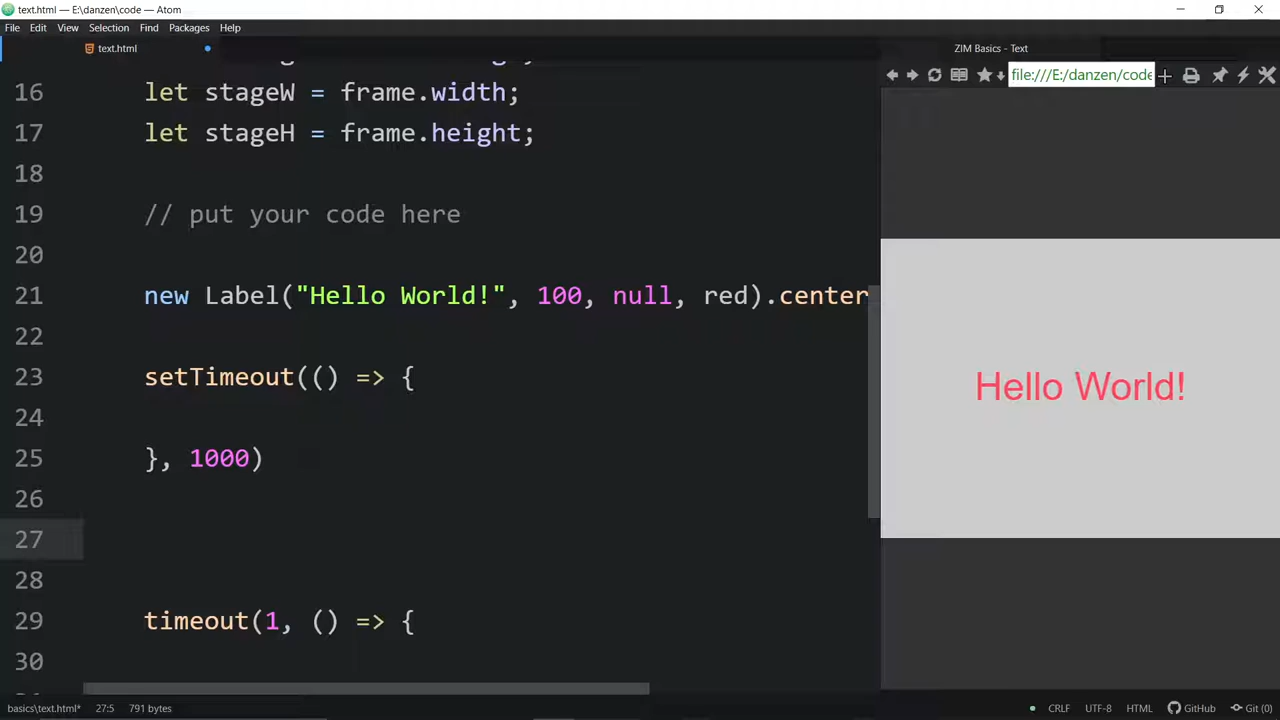 text.html — E:\danzen\code — Atom
File Edit View Selection Find Packages Help
text.html
ZIM Basics - Text
file:///E:/danzen/code
16 let stageW = frame.width;
17 let stageH = frame.height;
18
19 // put your code here
20
21 new Label("Hello World!", 100, null, red).center
22
23 setTimeout(() => {
24
25 }, 1000)
26
27
28
29 timeout(1, () => {
30
Hello World!
basics\text.html* 27:5 791 bytes CRLF UTF-8 HTML GitHub Git (0)